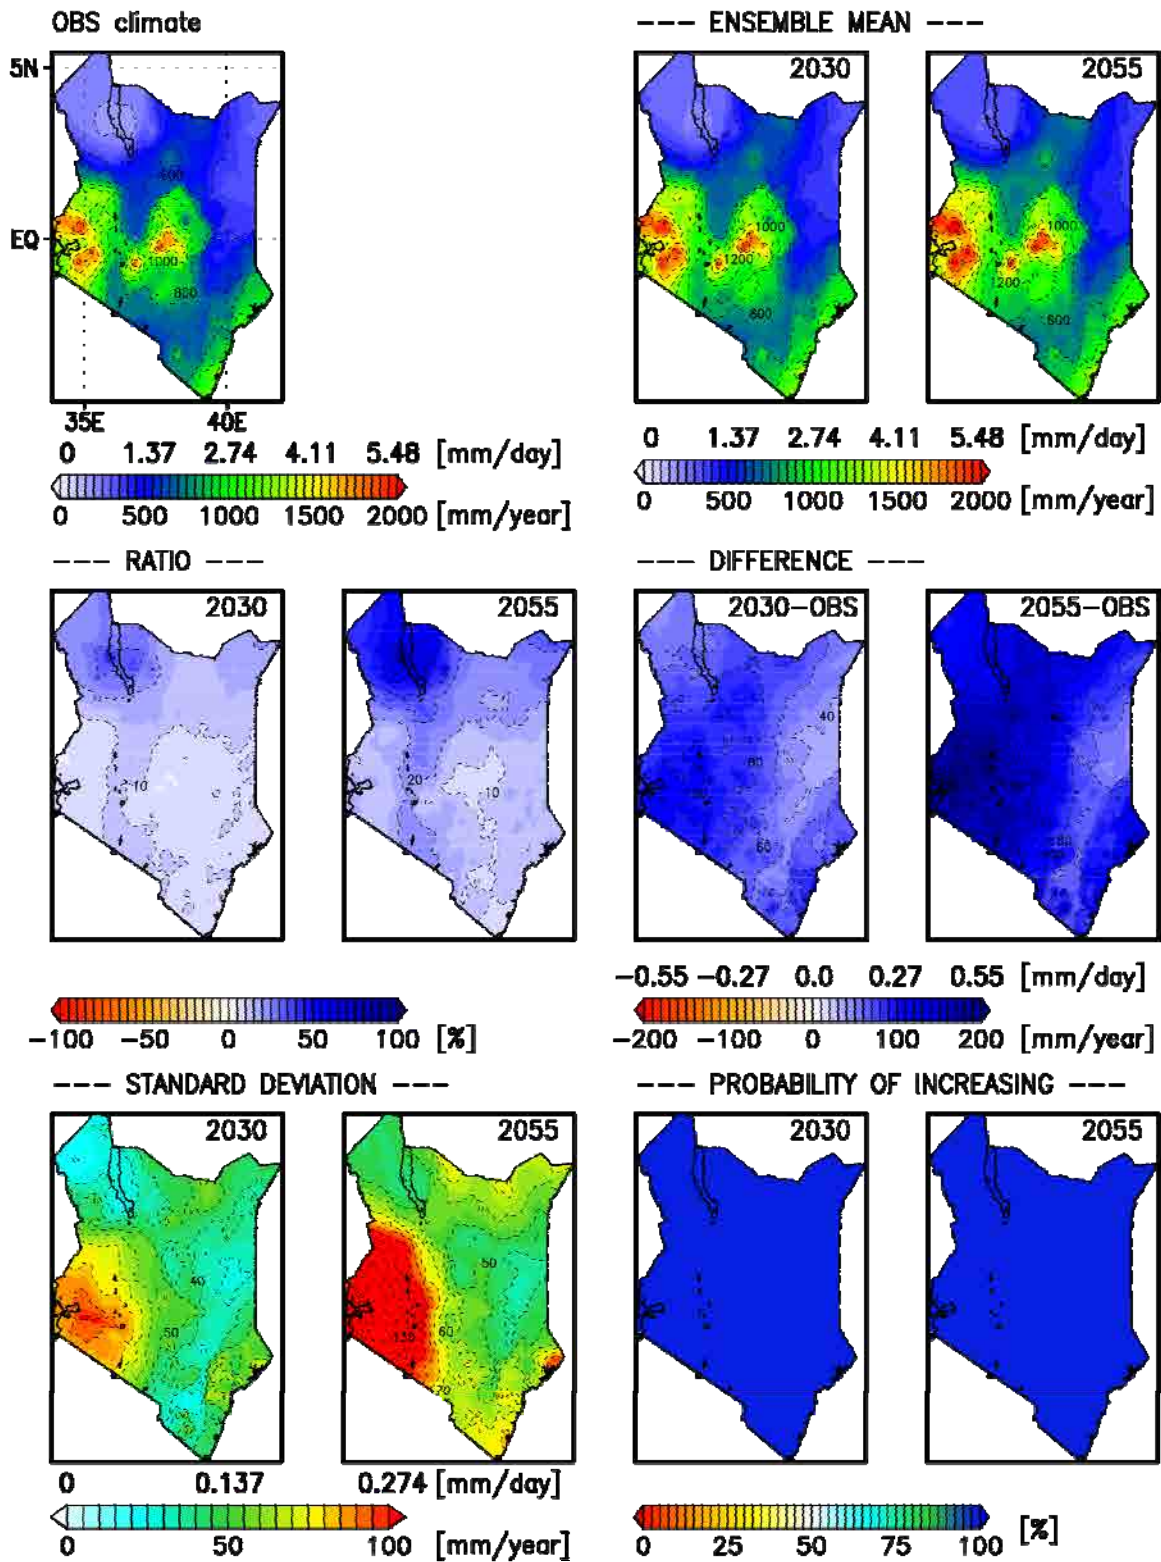 OBS climate
--- ENSEMBLE MEAN ---
5N
EQ
35E 40E
600
1000
800
2030
1000
1200
800
2055
1000
1200
800
0 1.37 2.74 4.11 5.48 [mm/day]
0 500 1000 1500 2000 [mm/year]
0 1.37 2.74 4.11 5.48 [mm/day]
0 500 1000 1500 2000 [mm/year]
--- RATIO ---
--- DIFFERENCE ---
2030
10
2055
20
10
2030-OBS
40
60
60
2055-OBS
-100 -50 0 50 100 [%]
-0.55 -0.27 0.0 0.27 0.55 [mm/day]
-200 -100 0 100 200 [mm/year]
--- STANDARD DEVIATION ---
--- PROBABILITY OF INCREASING ---
2030
40
50
2055
50
60
130
70
2030
2055
0 0.137 0.274 [mm/day]
0 50 100 [mm/year]
0 25 50 75 100 [%]